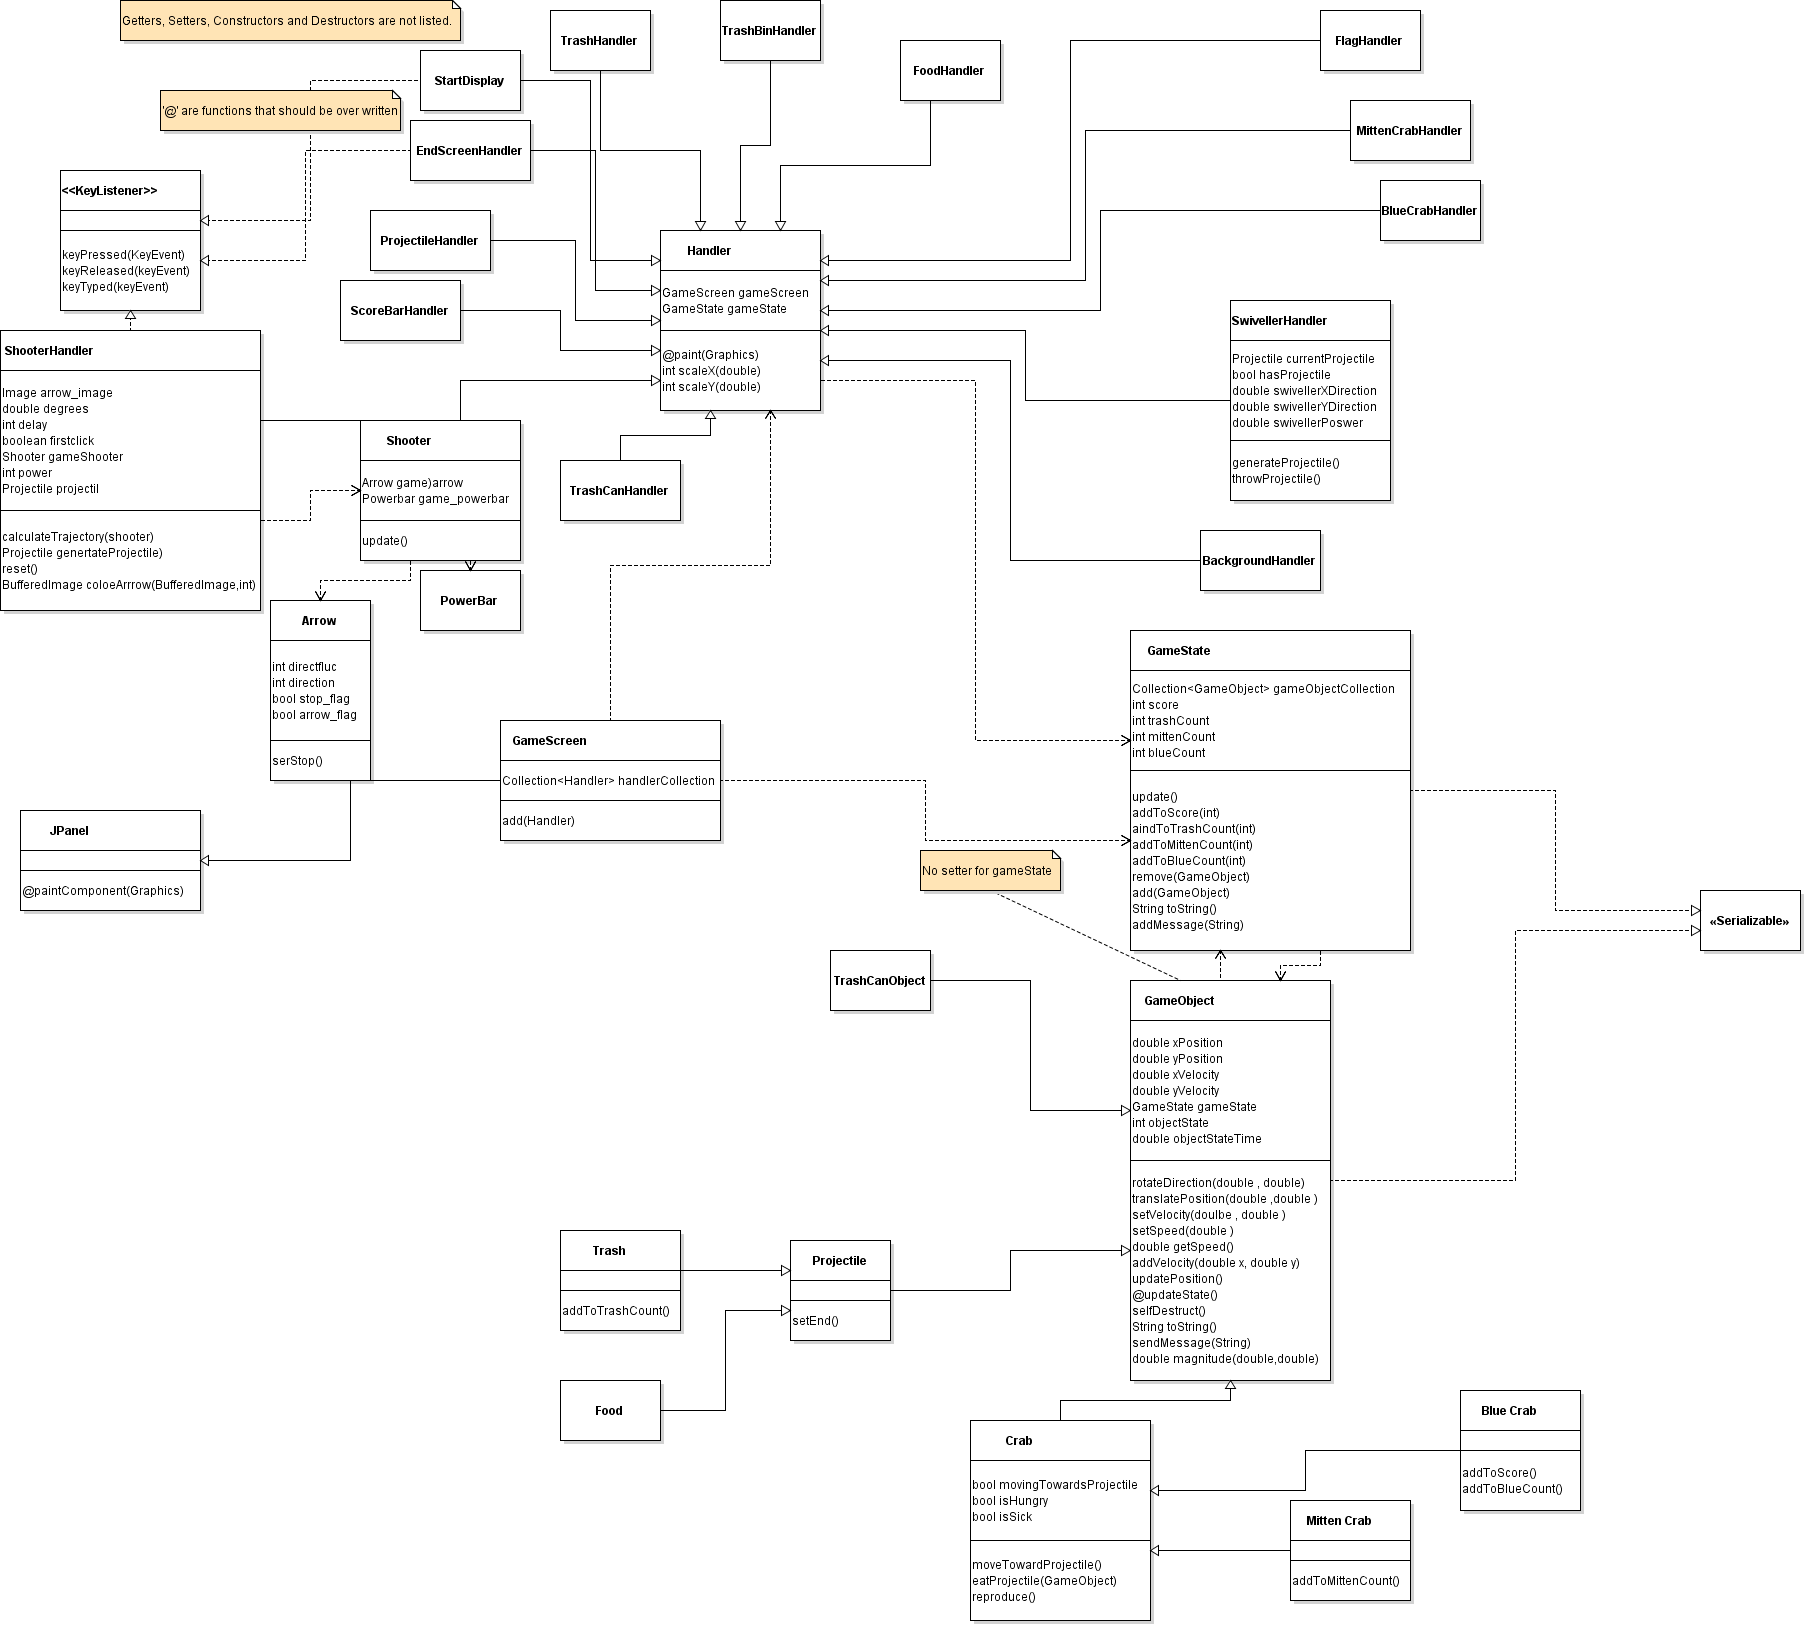 Getters, Setters, Constructors and Destructors are not listed.
TrashHandler
TrashBinHandler
FoodHandler
FlagHandler
StartDisplay
'@' are functions that should be over written
EndScreenHandler
MittenCrabHandler
BlueCrabHandler
<<KeyListener>>
keyPressed(KeyEvent)
keyReleased(keyEvent)
keyTyped(keyEvent)
ProjectileHandler
ScoreBarHandler
Handler
GameScreen gameScreen
GameState gameState
@paint(Graphics)
int scaleX(double)
int scaleY(double)
SwivellerHandler
Projectile currentProjectile
bool hasProjectile
double swivellerXDirection
double swivellerYDirection
double swivellerPoswer
generateProjectile()
throwProjectile()
ShooterHandler
Image arrow_image
double degrees
int delay
boolean firstclick
Shooter gameShooter
int power
Projectile projectil
calculateTrajectory(shooter)
Projectile genertateProjectile)
reset()
BufferedImage coloeArrrow(BufferedImage,int)
Shooter
Arrow game)arrow
Powerbar game_powerbar
update()
TrashCanHandler
BackgroundHandler
PowerBar
Arrow
int directfluc
int direction
bool stop_flag
bool arrow_flag
serStop()
GameScreen
Collection<Handler> handlerCollection
add(Handler)
JPanel
@paintComponent(Graphics)
GameState
Collection<GameObject> gameObjectCollection
int score
int trashCount
int mittenCount
int blueCount
update()
addToScore(int)
aindToTrashCount(int)
addToMittenCount(int)
addToBlueCount(int)
remove(GameObject)
add(GameObject)
String toString()
addMessage(String)
No setter for gameState
«Serializable»
TrashCanObject
GameObject
double xPosition
double yPosition
double xVelocity
double yVelocity
GameState gameState
int objectState
double objectStateTime
rotateDirection(double , double)
translatePosition(double ,double )
setVelocity(doulbe , double )
setSpeed(double )
double getSpeed()
addVelocity(double x, double y)
updatePosition()
@updateState()
selfDestruct()
String toString()
sendMessage(String)
double magnitude(double,double)
Trash
addToTrashCount()
Projectile
setEnd()
Food
Crab
bool movingTowardsProjectile
bool isHungry
bool isSick
moveTowardProjectile()
eatProjectile(GameObject)
reproduce()
Blue Crab
addToScore()
addToBlueCount()
Mitten Crab
addToMittenCount()